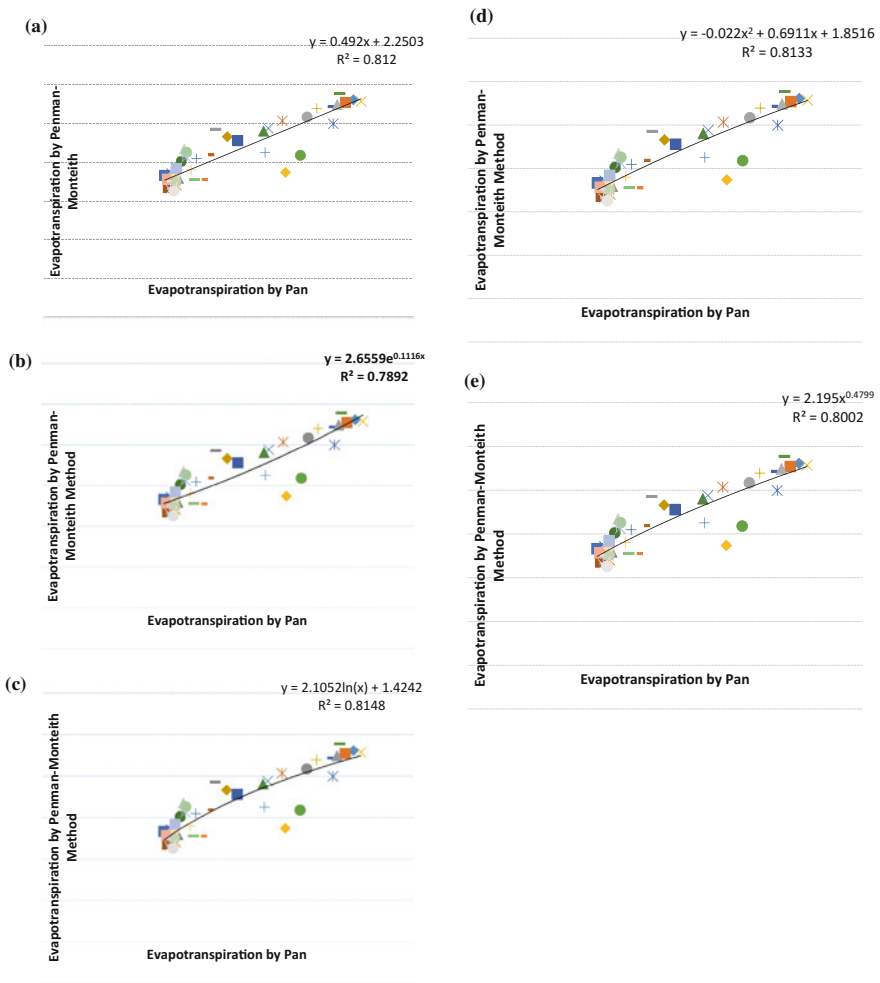 (a)
y = 0.492x + 2.2503
R² = 0.812
Evapotranspiration by Penman-
Monteith
Evapotranspiration by Pan
(b)
y = 2.6559e^0.1116x
R² = 0.7892
Evapotranspiration by Penman-
Monteith Method
Evapotranspiration by Pan
(c)
y = 2.1052ln(x) + 1.4242
R² = 0.8148
Evapotranspiration by Penman-Monteith
Method
Evapotranspiration by Pan
(d)
y = -0.022x² + 0.6911x + 1.8516
R² = 0.8133
Evapotranspiration by Penman-
Monteith Method
Evapotranspiration by Pan
(e)
y = 2.195x^0.4799
R² = 0.8002
Evapotranspiration by Penman-Monteith
Method
Evapotranspiration by Pan